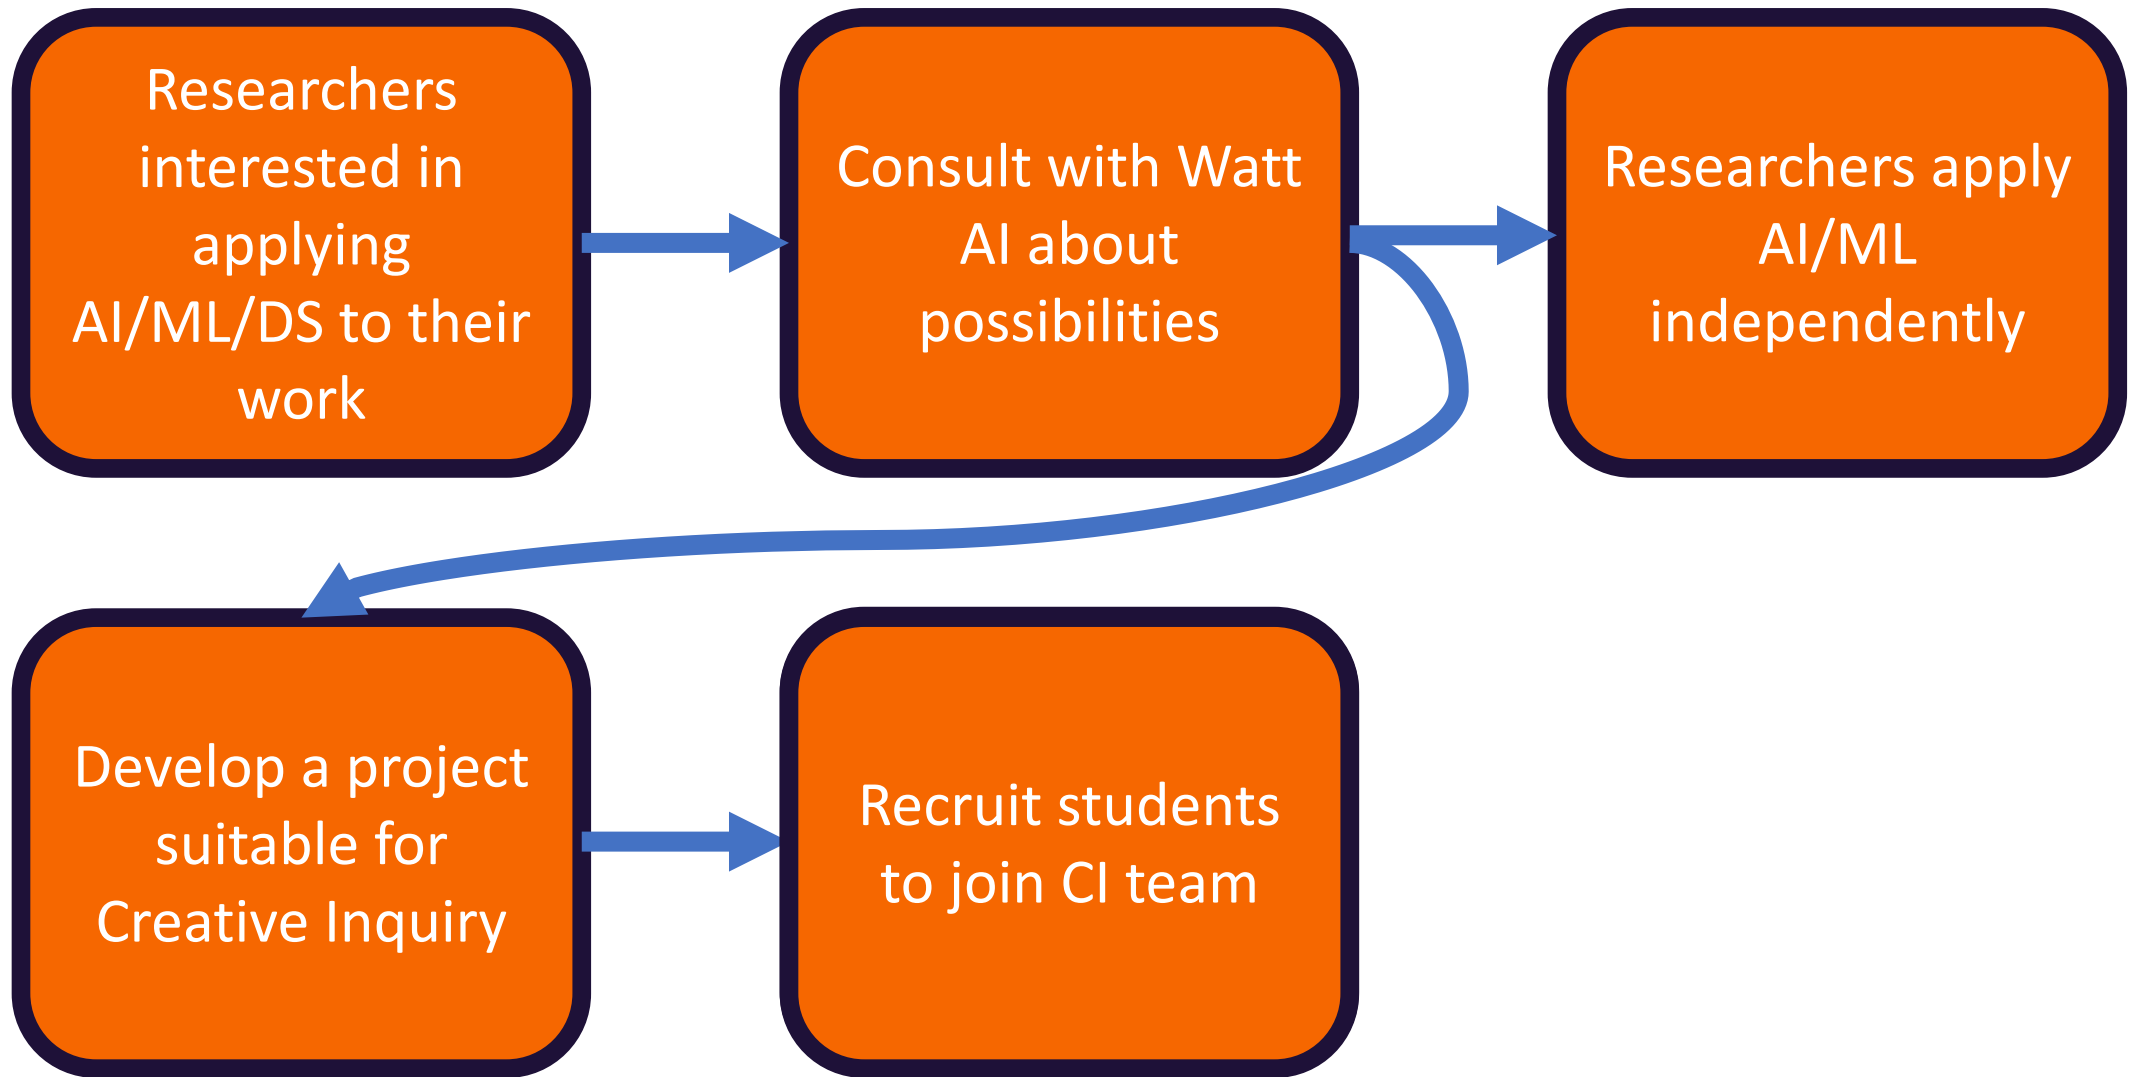 Researchers
interested in
applying
AI/ML/DS to their
work
Consult with Watt
AI about
possibilities
Researchers apply
AI/ML
independently
Develop a project
suitable for
Creative Inquiry
Recruit students
to join CI team